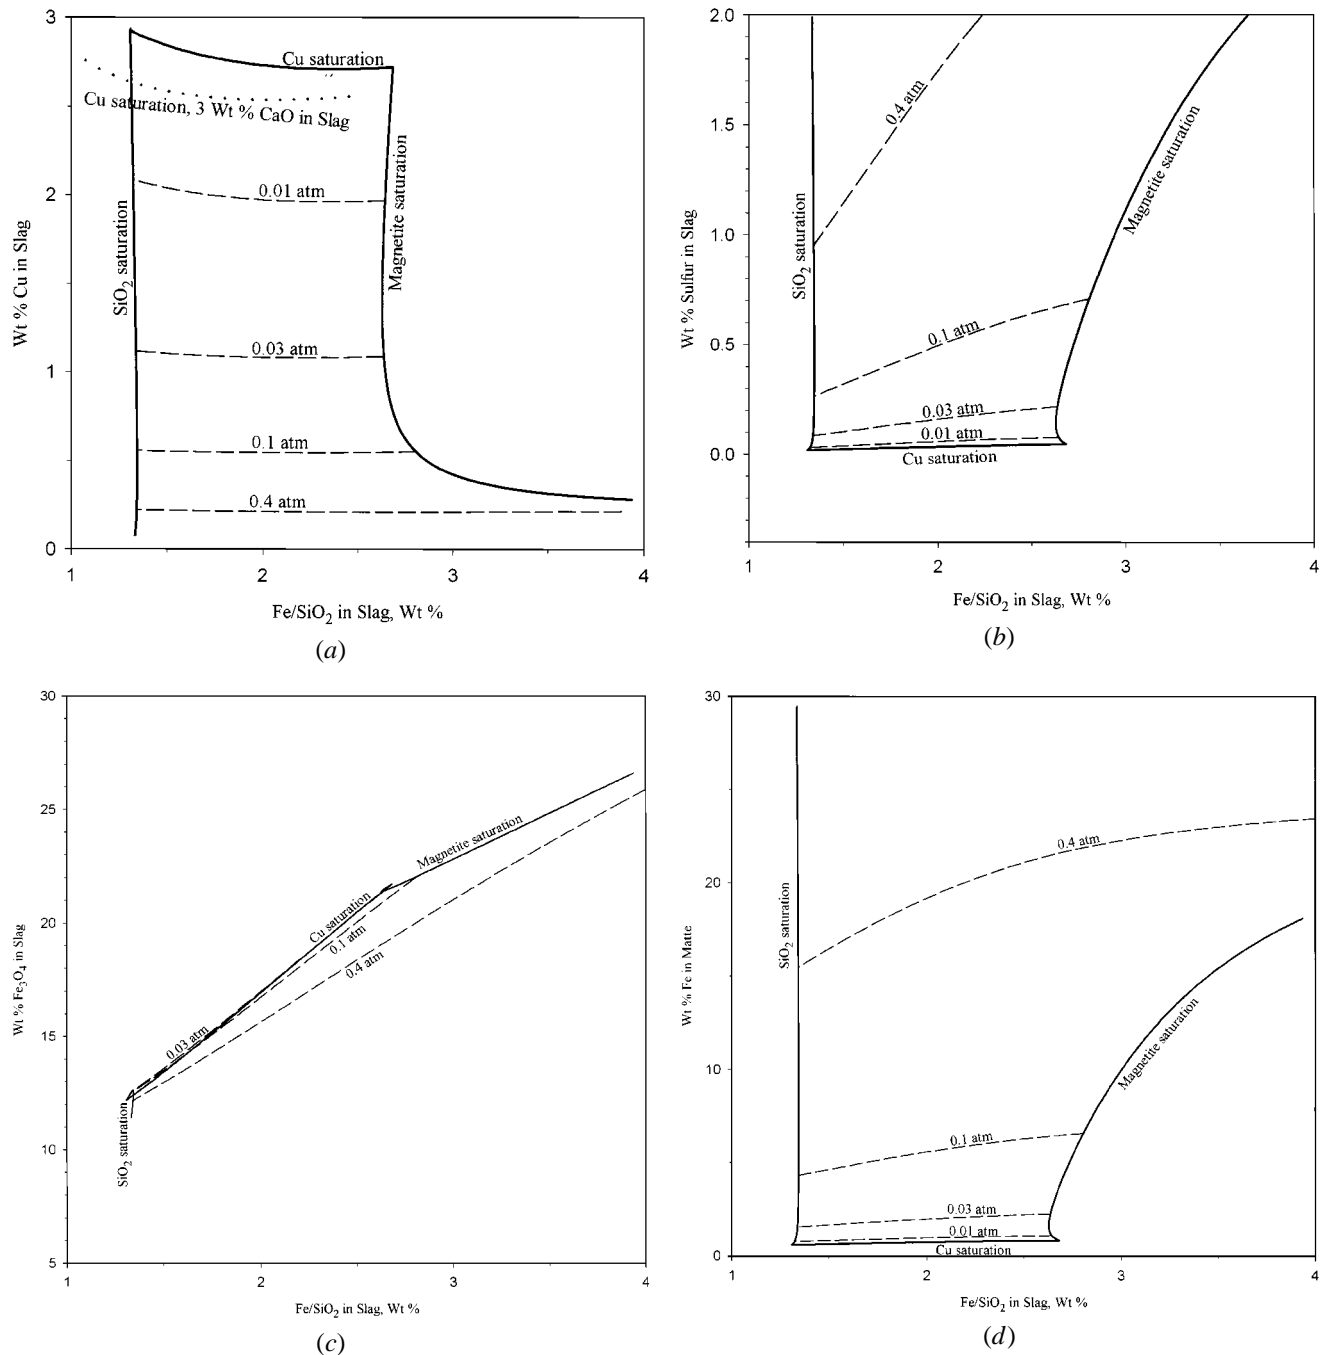 3
2
1
0
Wt % Cu in Slag
Cu saturation
Cu saturation, 3 Wt % CaO in Slag
SiO₂ saturation
Magnetite saturation
0.01 atm
0.03 atm
0.1 atm
0.4 atm
1 2 3 4
Fe/SiO₂ in Slag, Wt %
(a)
2.0
1.5
1.0
0.5
0.0
Wt % Sulfur in Slag
0.4 atm
SiO₂ saturation
Magnetite saturation
0.1 atm
0.03 atm
0.01 atm
Cu saturation
1 2 3 4
Fe/SiO₂ in Slag, Wt %
(b)
30
25
20
15
10
5
Wt % Fe₃O₄ in Slag
Magnetite saturation
Cu saturation
0.1 atm
0.4 atm
0.03 atm
SiO₂ saturation
1 2 3 4
Fe/SiO₂ in Slag, Wt %
(c)
30
20
10
0
Wt % Fe in Matte
0.4 atm
SiO₂ saturation
Magnetite saturation
0.1 atm
0.03 atm
0.01 atm
Cu saturation
1 2 3 4
Fe/SiO₂ in Slag, Wt %
(d)